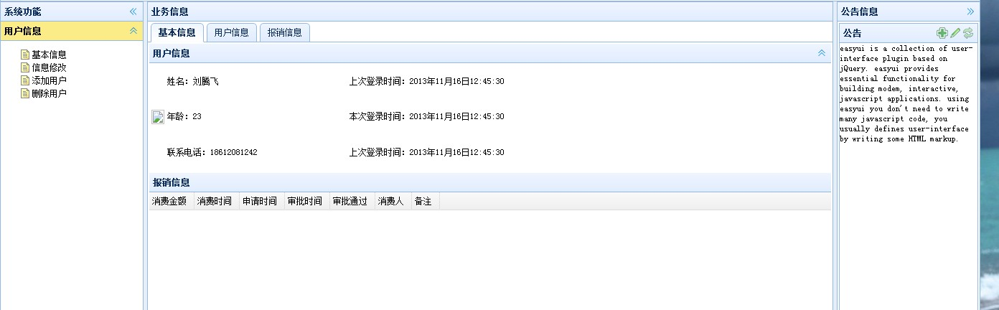 系统功能
用户信息
基本信息
信息修改
添加用户
删除用户
业务信息
基本信息 用户信息 报销信息
用户信息
姓名：刘腾飞 上次登录时间：2013年11月16日12:45:30
年龄：23 本次登录时间：2013年11月16日12:45:30
联系电话：18612081242 上次登录时间：2013年11月16日12:45:30
报销信息
消费金额 消费时间 申请时间 审批时间 审批通过 消费人 备注
公告信息
公告
easyui is a collection of user-
interface plugin based on
jQuery. easyui provides
essential functionality for
building modem, interactive,
javascript applications. using
easyui you don't need to write
many javascript code, you
usually defines user-interface
by writing some HTML markup.